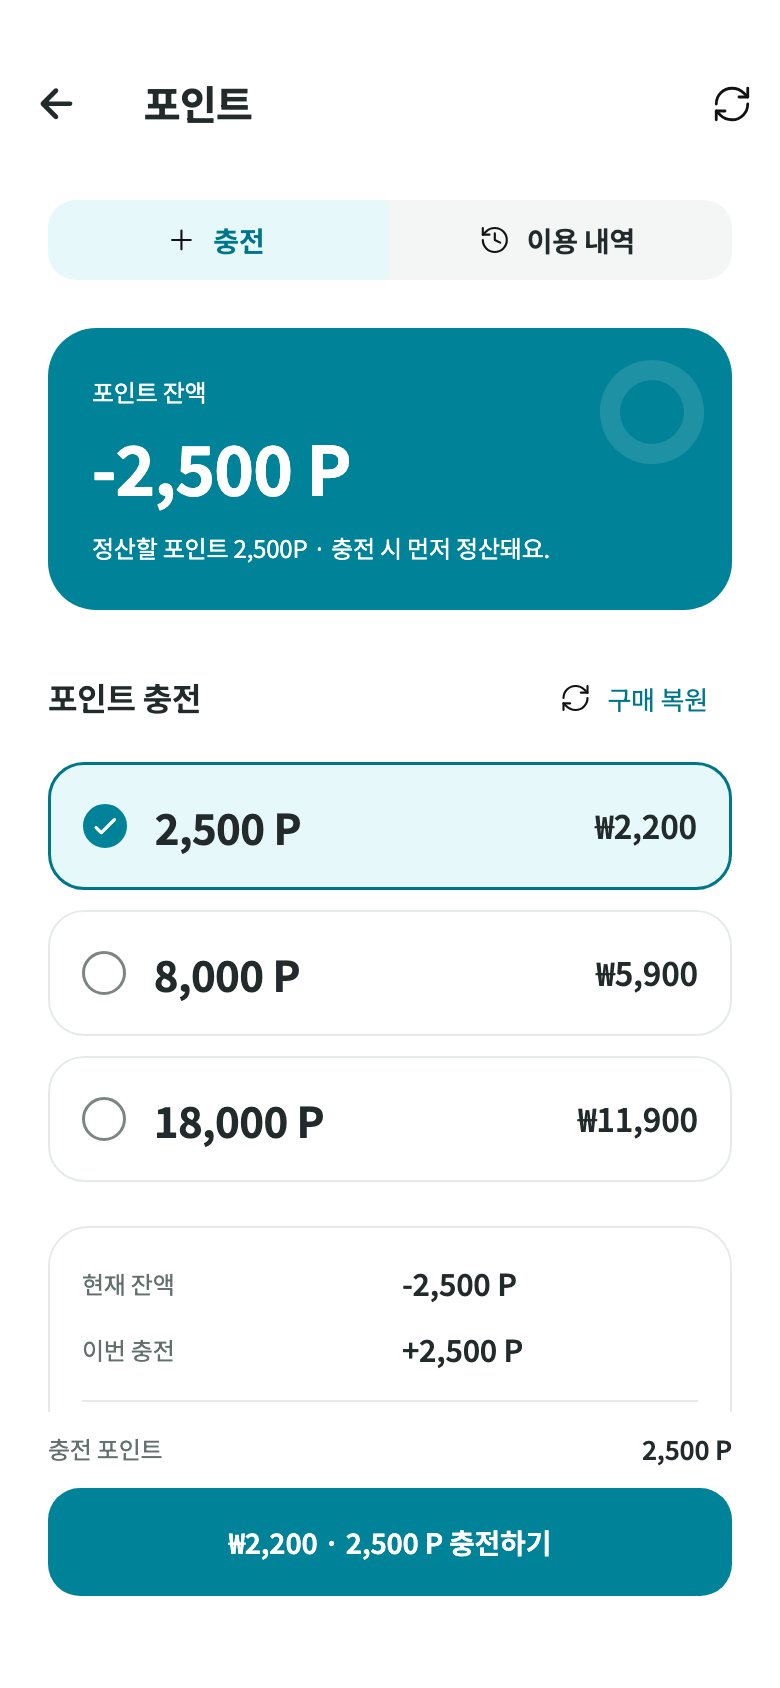 포인트
충전
이용 내역
포인트 잔액
-2,500 P
정산할 포인트 2,500P · 충전 시 먼저 정산돼요.
포인트 충전
구매 복원
2,500 P
₩2,200
8,000 P
₩5,900
18,000 P
₩11,900
현재 잔액
-2,500 P
이번 충전
+2,500 P
충전 포인트
2,500 P
₩2,200 · 2,500 P 충전하기